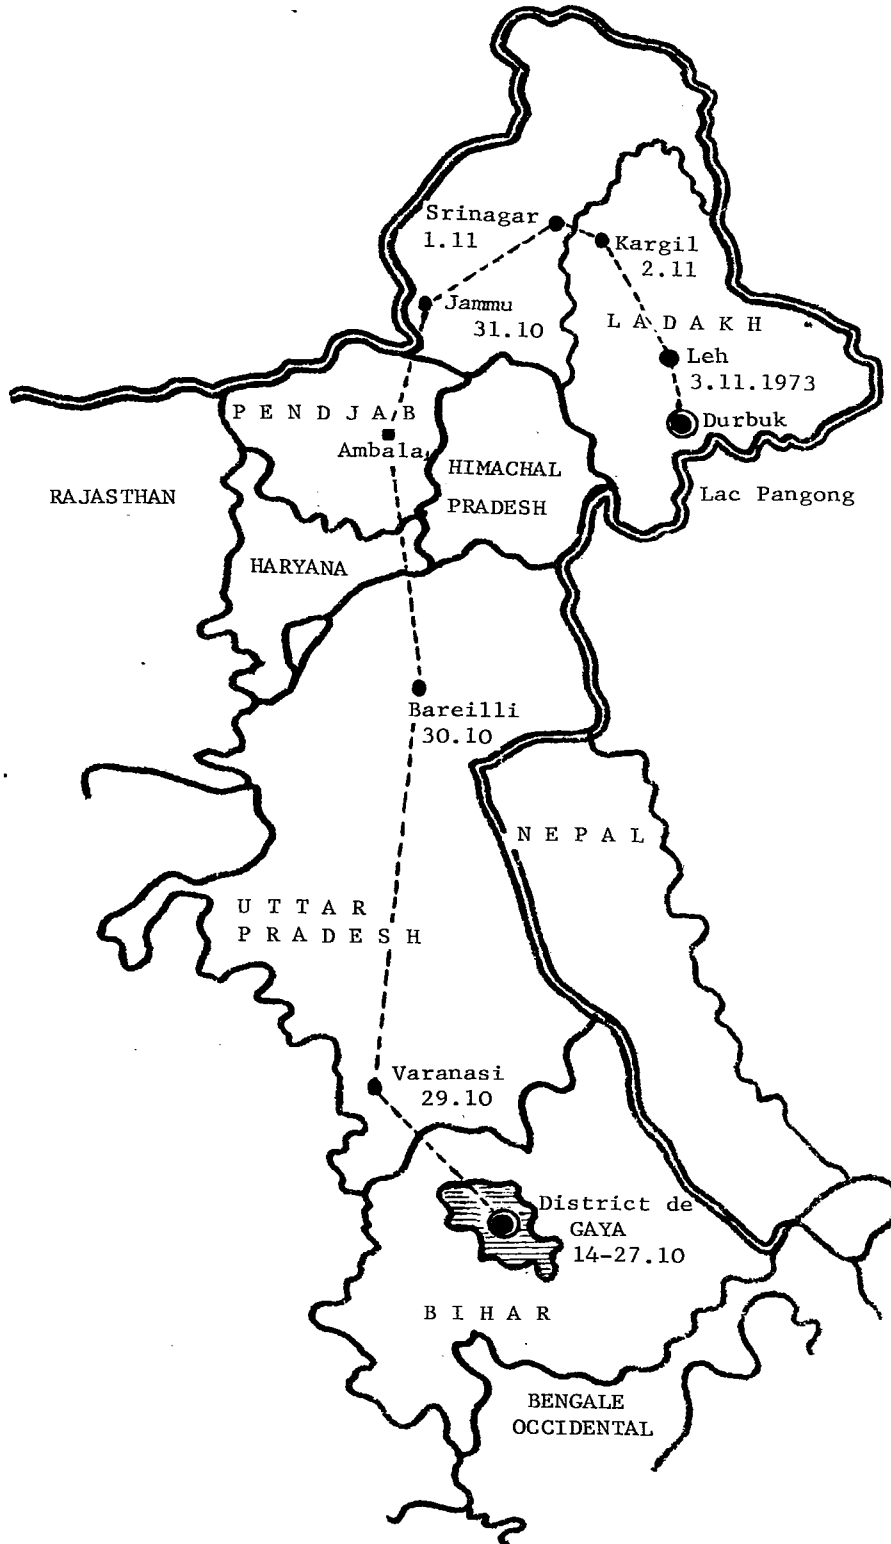 Srinagar
1.11
Kargil
2.11
Jammu
31.10
L A D A K H
Leh
3.11.1973
P E N D J A B
Durbuk
Ambala
HIMACHAL
PRADESH
RAJASTHAN
Lac Pangong
HARYANA
Bareilli
30.10
N E P A L
U T T A R
P R A D E S H
Varanasi
29.10
District de
GAYA
14-27.10
B I H A R
BENGALE
OCCIDENTAL